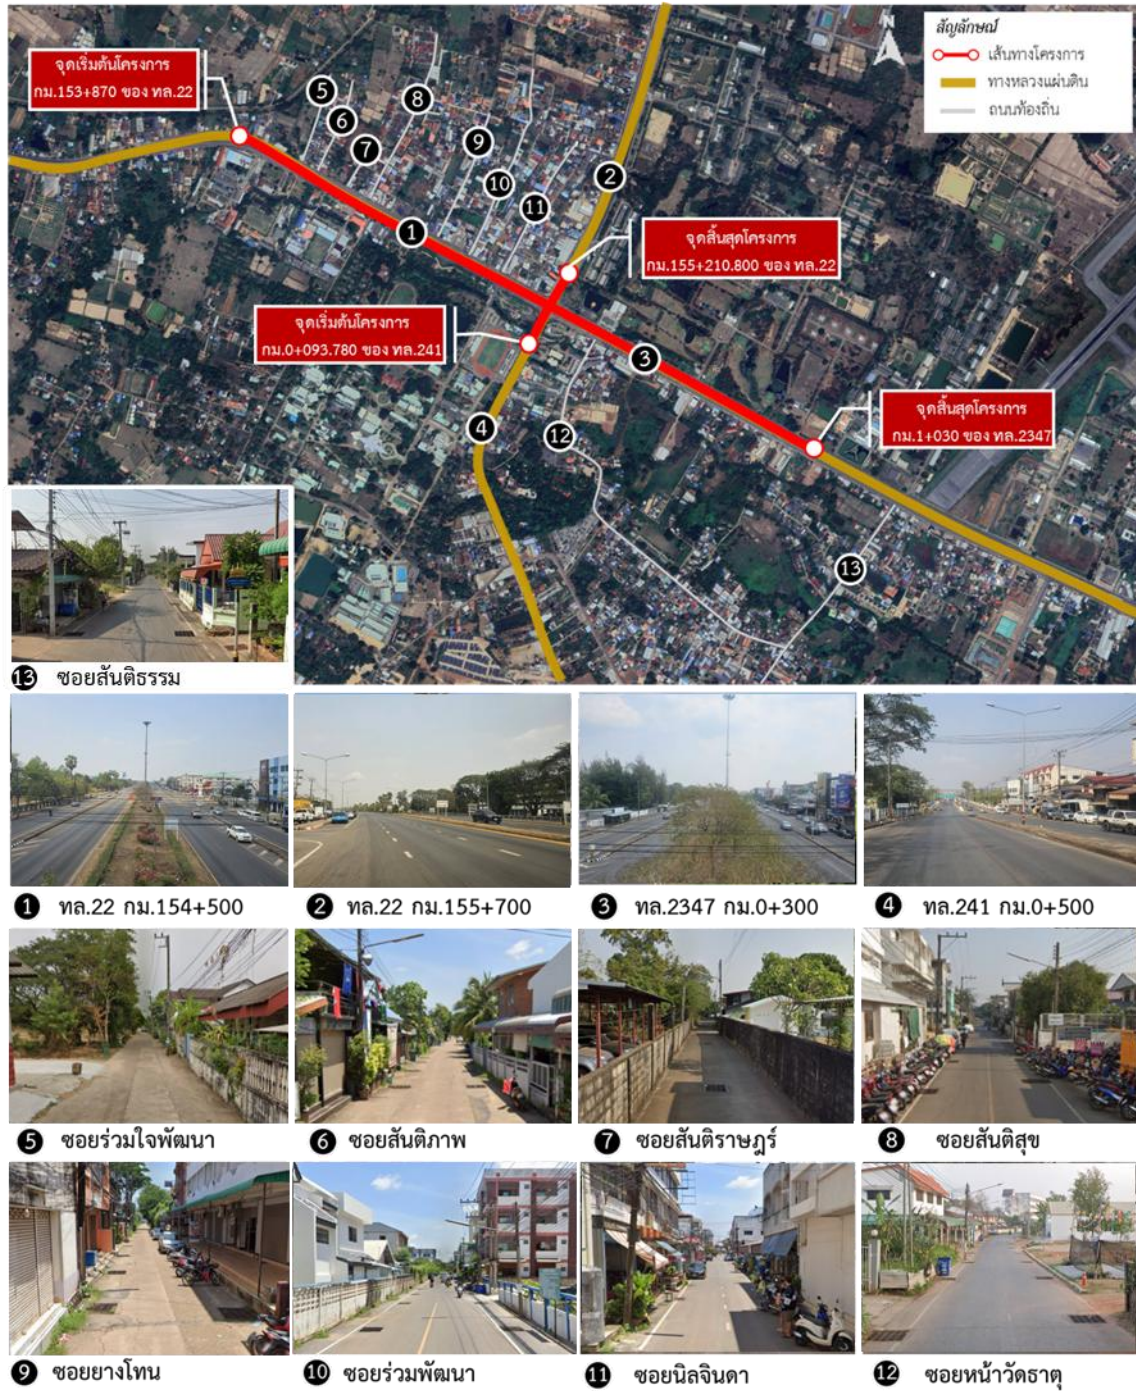 สัญลักษณ์
เส้นทางโครงการ
ทางหลวงแผ่นดิน
ถนนท้องถิ่น
N
จุดเริ่มต้นโครงการ
กม.153+870 ของ ทล.22
5
6
7
8
9
10
11
2
1
จุดสิ้นสุดโครงการ
กม.155+210.800 ของ ทล.22
จุดเริ่มต้นโครงการ
กม.0+093.780 ของ ทล.241
3
จุดสิ้นสุดโครงการ
กม.1+030 ของ ทล.2347
4
12
13
13 ซอยสันติธรรม
1 ทล.22 กม.154+500
2 ทล.22 กม.155+700
3 ทล.2347 กม.0+300
4 ทล.241 กม.0+500
5 ซอยร่วมใจพัฒนา
6 ซอยสันติภาพ
7 ซอยสันติราษฎร์
8 ซอยสันติสุข
9 ซอยยางโทน
10 ซอยร่วมพัฒนา
11 ซอยนิลจินดา
12 ซอยหน้าวัดธาตุ